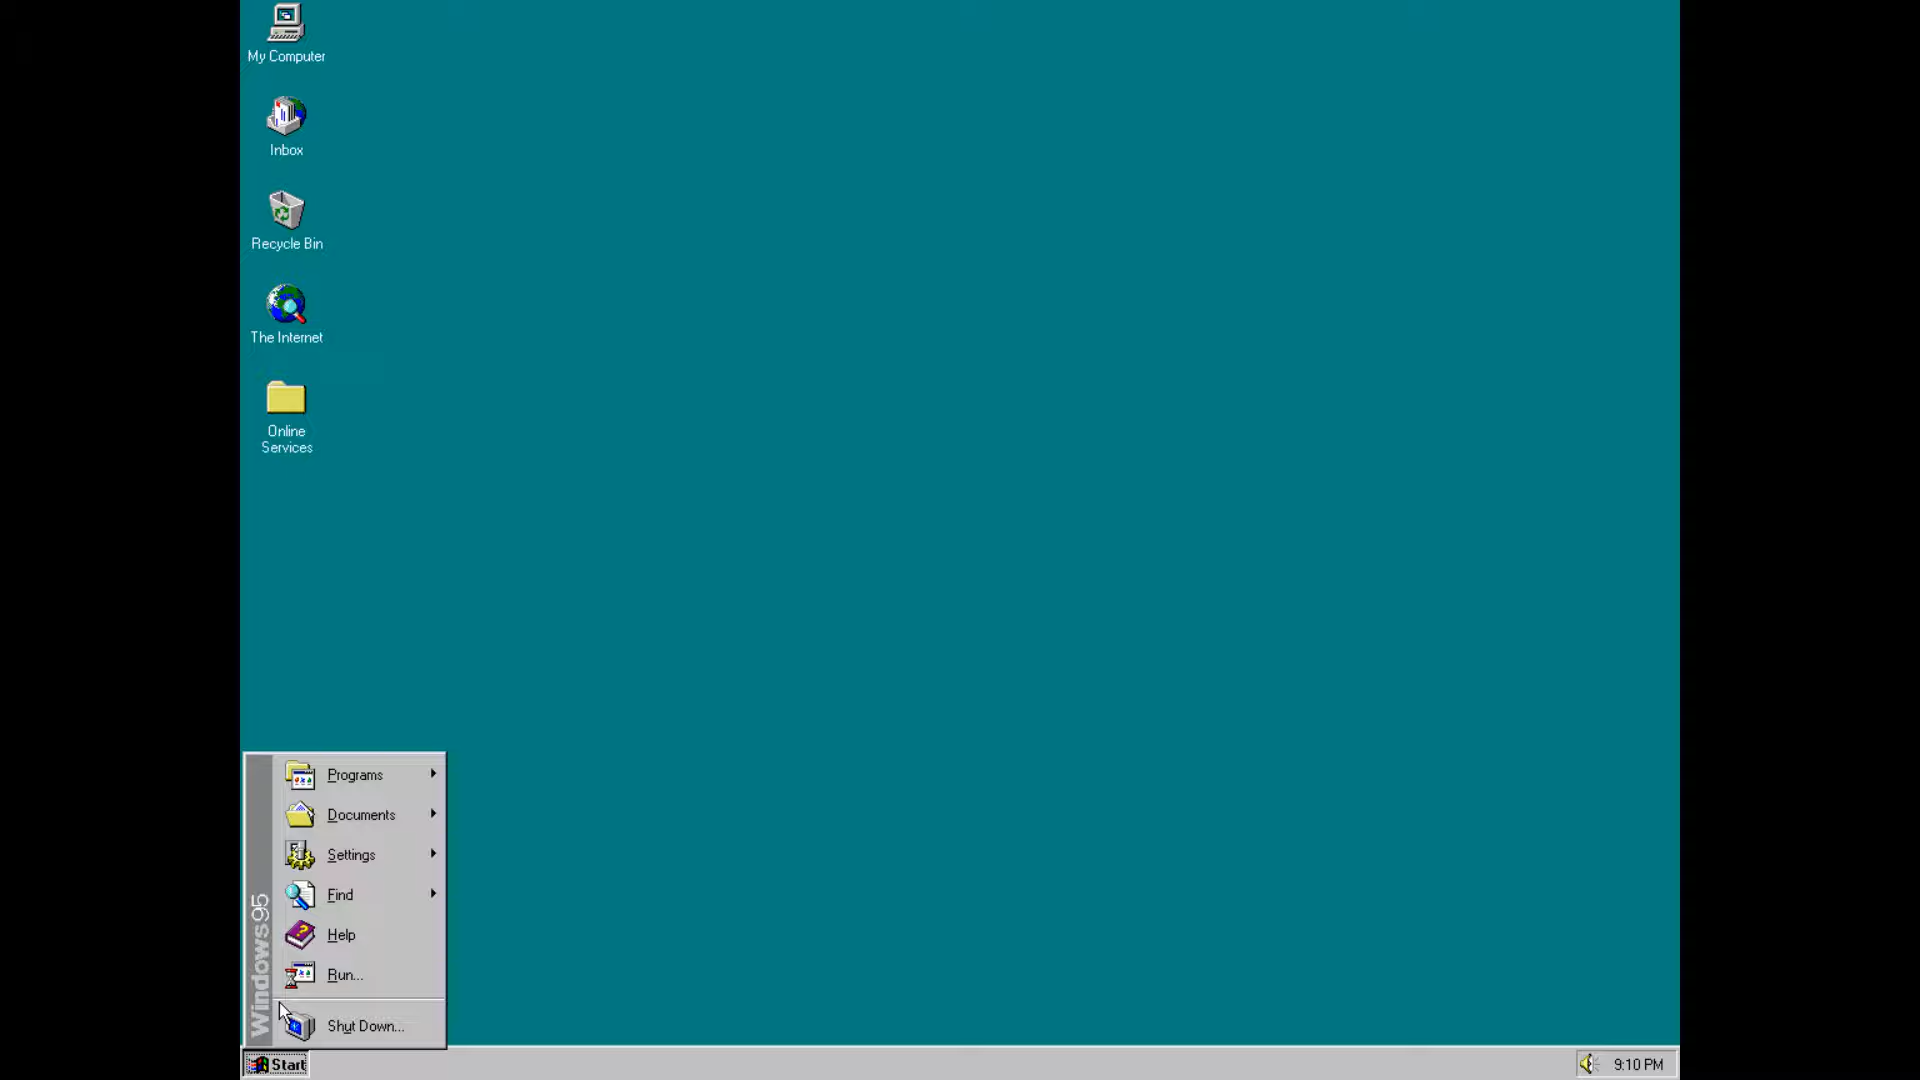 My Computer
Inbox
Recycle Bin
The Internet
Online
Services
Programs
Documents
Settings
Find
Help
Run...
Shut Down...
Windows95
Start
9:10 PM